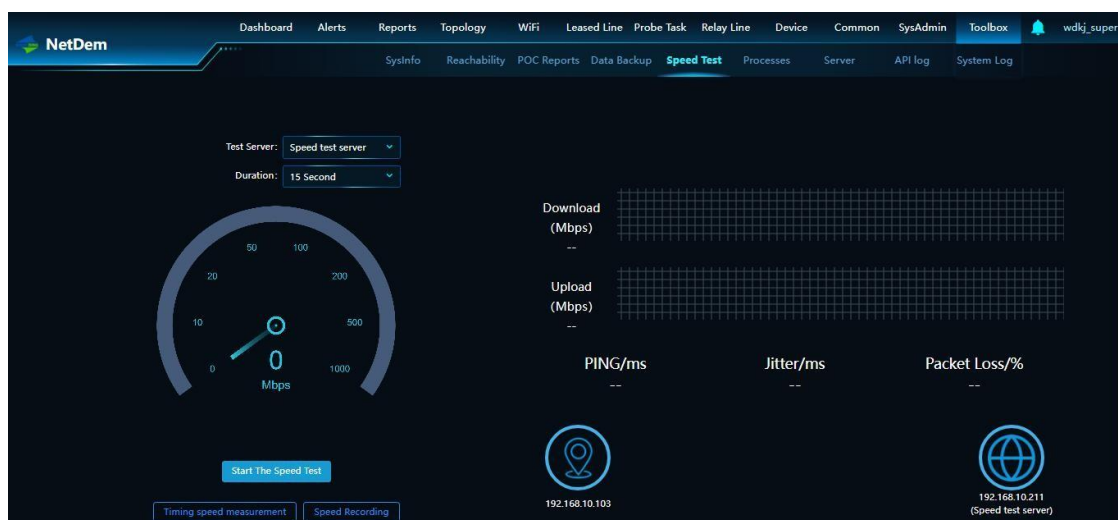 NetDem
Dashboard Alerts Reports Topology WiFi Leased Line Probe Task Relay Line Device Common SysAdmin Toolbox wdkj_super
SysInfo Reachability POC Reports Data Backup Speed Test Processes Server API log System Log
Test Server: Speed test server
Duration: 15 Second
50 100
20 200
10 500
0 1000
0
Mbps
Start The Speed Test
Timing speed measurement Speed Recording
Download
(Mbps)
--
Upload
(Mbps)
--
PING/ms Jitter/ms Packet Loss/%
-- -- --
192.168.10.103
192.168.10.211
(Speed test server)